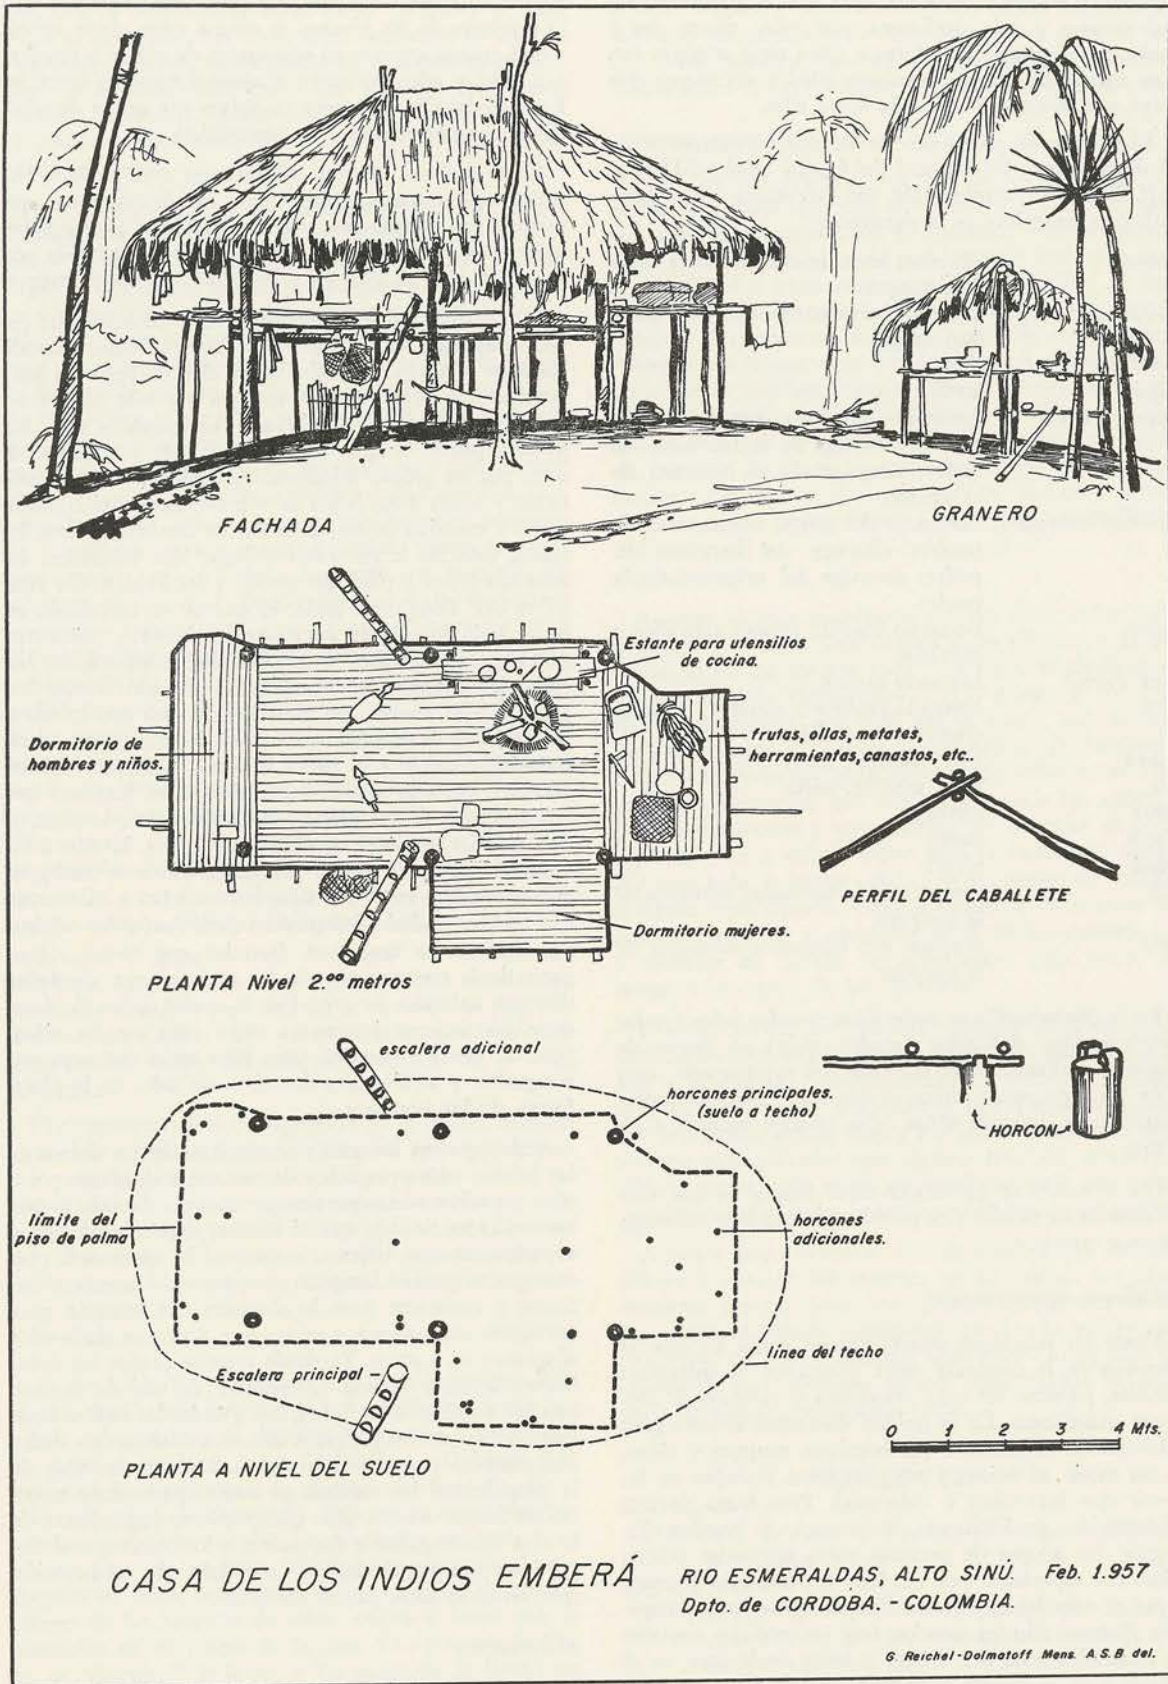 FACHADA
GRANERO
Estante para utensilios
de cocina.
Dormitorio de
hombres y niños.
frutas, ollas, metates,
herramientas, canastos, etc..
PERFIL DEL CABALLETE
Dormitorio mujeres.
PLANTA Nivel 2.ºº metros
escalera adicional
horcones principales.
(suelo a techo)
HORCON
límite del
piso de palma
horcones
adicionales.
línea del techo
Escalera principal
0 1 2 3 4 Mts.
PLANTA A NIVEL DEL SUELO
CASA DE LOS INDIOS EMBERÁ
RIO ESMERALDAS, ALTO SINÚ. Feb. 1.957
Dpto. de CORDOBA. - COLOMBIA.
G. Reichel-Dolmatoff Mens. A.S.B. del.